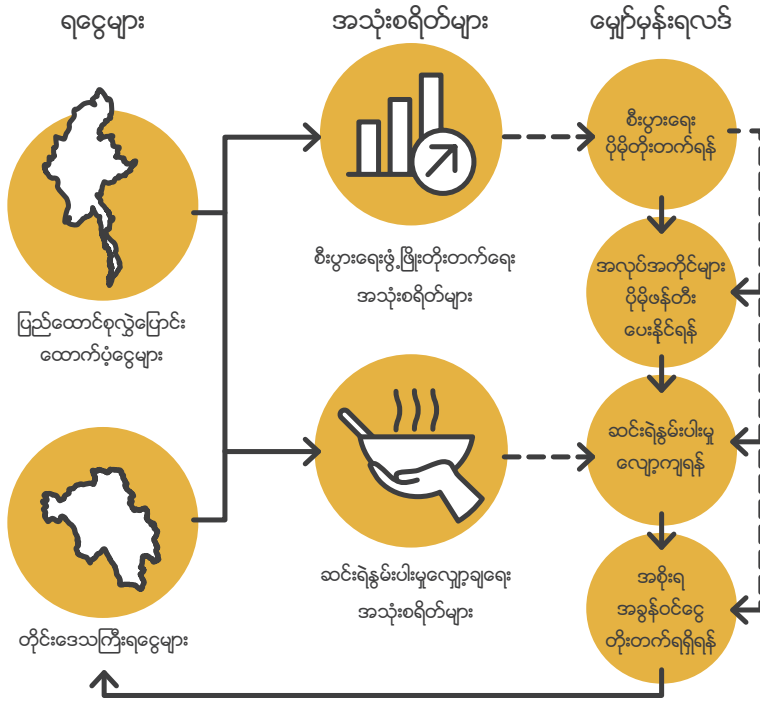 ရငွေများ
အသုံးစရိတ်များ
မျှော်မှန်းရလဒ်
ပြည်ထောင်စုလွှဲပြောင်း
ထောက်ပံ့ငွေများ
တိုင်းဒေသကြီးရငွေများ
စီးပွားရေးဖွံ့ဖြိုးတိုးတက်ရေး
အသုံးစရိတ်များ
ဆင်းရဲနွမ်းပါးမှုလျှော့ချရေး
အသုံးစရိတ်များ
စီးပွားရေး
ပိုမိုတိုးတက်ရန်
အလုပ်အကိုင်များ
ပိုမိုဖန်တီး
ပေးနိုင်ရန်
ဆင်းရဲနွမ်းပါးမှု
လျော့ကျရန်
အစိုးရ
အခွန်ဝင်ငွေ
တိုးတက်ရရှိရန်